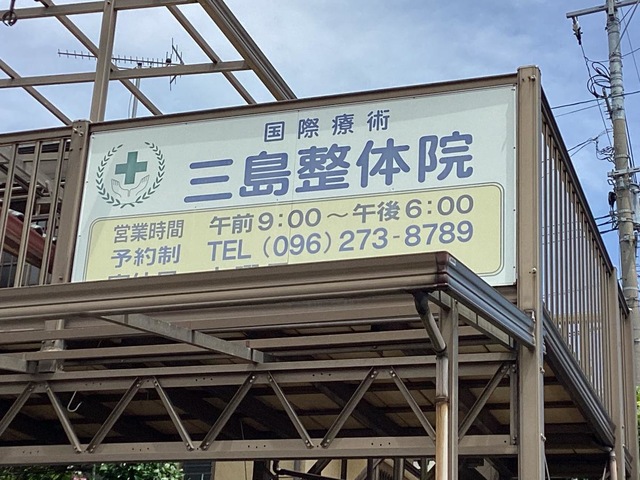 国際療術
三島整体院
営業時間 午前9:00～午後6:00
予約制 TEL (096) 273-8789